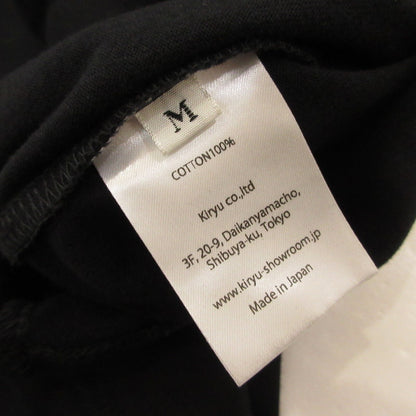 M
COTTON100%
Kiryu co,.ltd
3F, 20-9, Daikanyamacho,
Shibuya-ku, Tokyo
www.kiryu-showroom.jp
Made in Japan